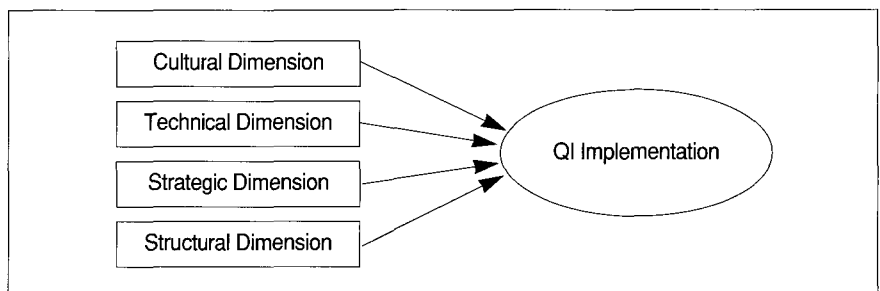 Cultural Dimension
Technical Dimension
Strategic Dimension
Structural Dimension
QI Implementation